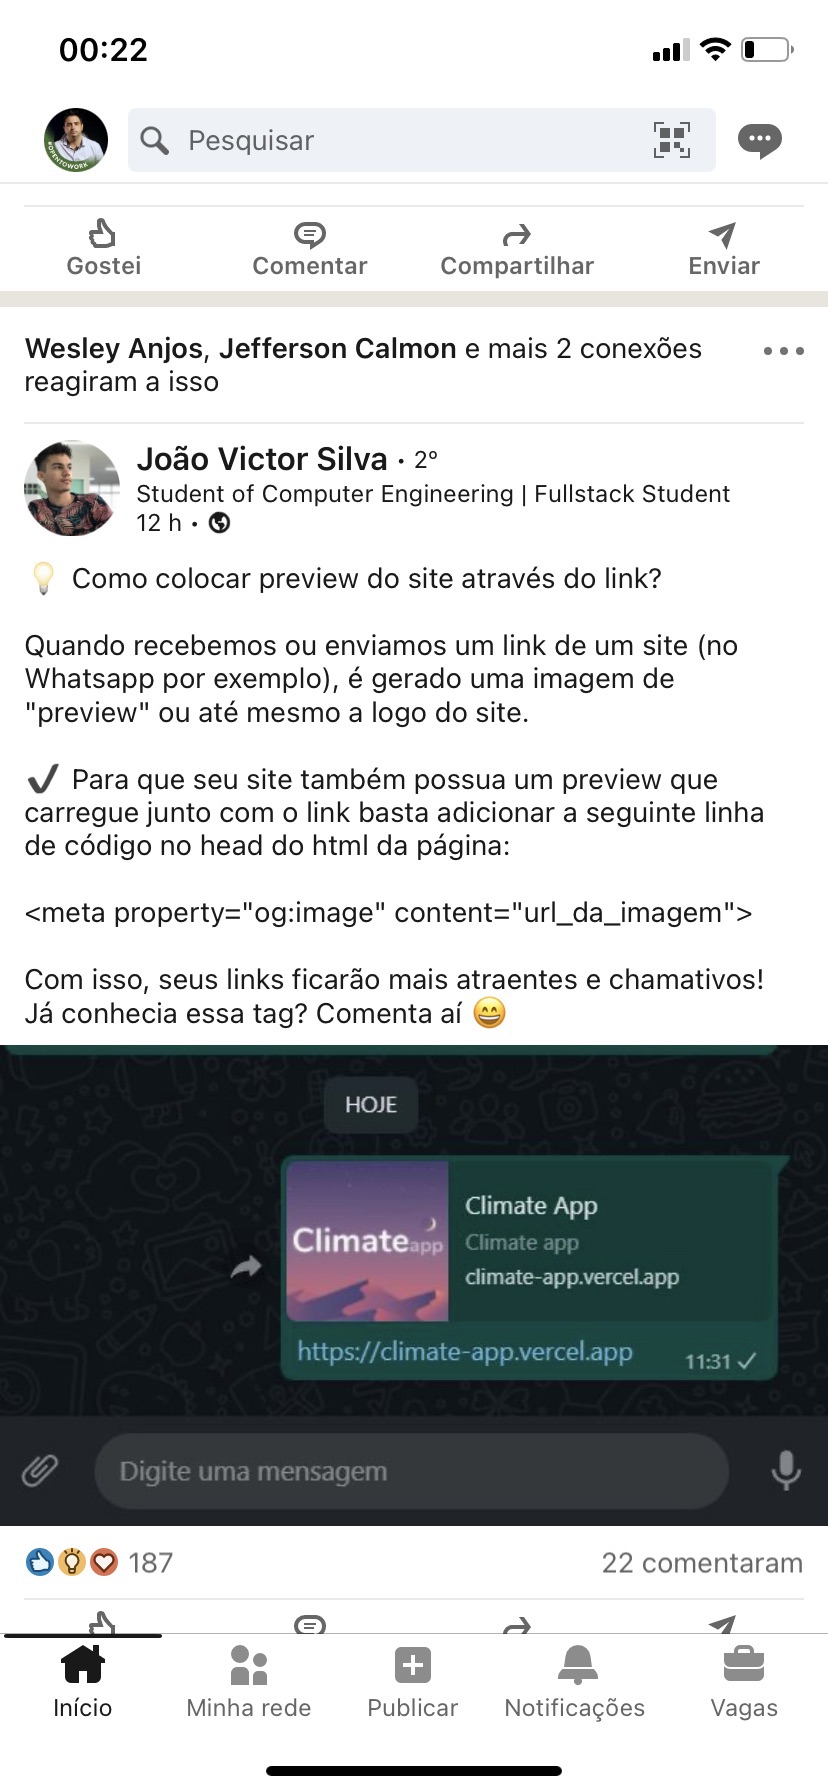 00:22
#OPENTOWORK
Pesquisar
Gostei
Comentar
Compartilhar
Enviar
Wesley Anjos, Jefferson Calmon e mais 2 conexões
reagiram a isso
João Victor Silva · 2º
Student of Computer Engineering | Fullstack Student
12 h ·
💡 Como colocar preview do site através do link?
Quando recebemos ou enviamos um link de um site (no
Whatsapp por exemplo), é gerado uma imagem de
"preview" ou até mesmo a logo do site.
✔️ Para que seu site também possua um preview que
carregue junto com o link basta adicionar a seguinte linha
de código no head do html da página:
<meta property="og:image" content="url_da_imagem">
Com isso, seus links ficarão mais atraentes e chamativos!
Já conhecia essa tag? Comenta aí 😄
HOJE
Climate app
Climate App
Climate app
climate-app.vercel.app
https://climate-app.vercel.app
11:31
Digite uma mensagem
187
22 comentaram
Início
Minha rede
Publicar
Notificações
Vagas